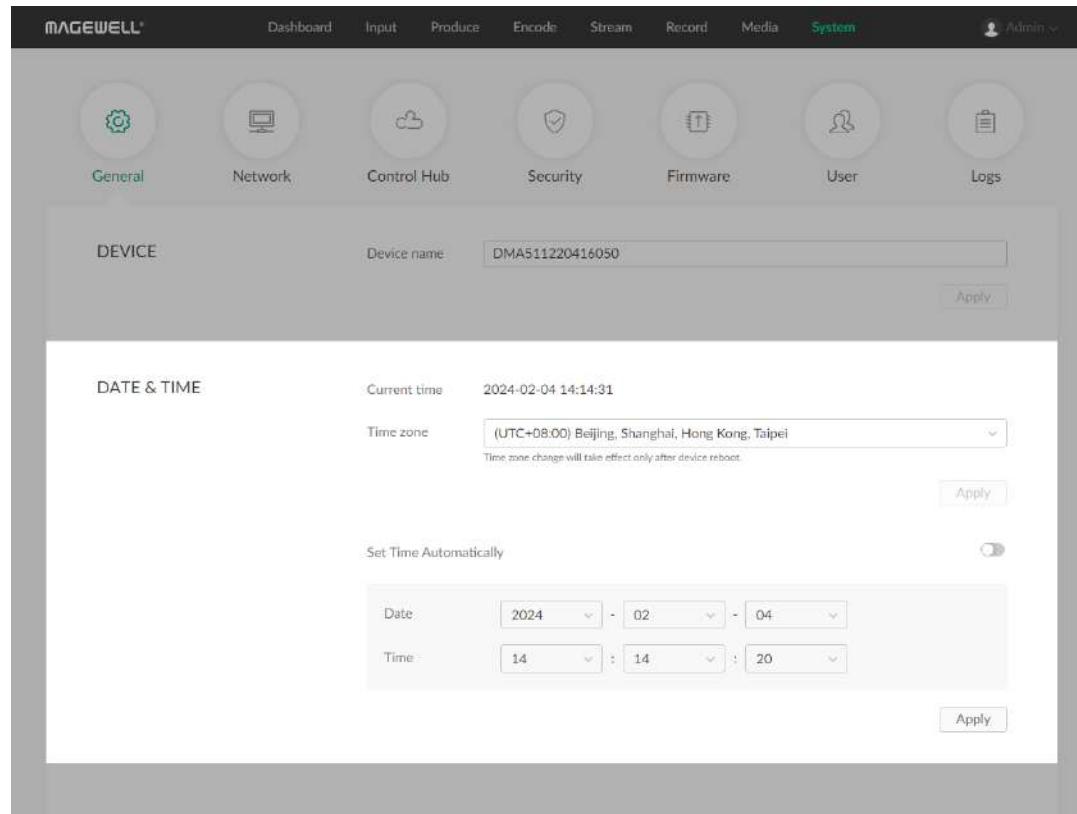 MAGEWELL
Dashboard Input Produce Encode Stream Record Media System Admin
General Network Control Hub Security Firmware User Logs
DEVICE Device name DMA511220416050
Apply
DATE & TIME Current time 2024-02-04 14:14:31
Time zone (UTC+08:00) Beijing, Shanghai, Hong Kong, Taipei
Time zone change will take effect only after device reboot.
Apply
Set Time Automatically
Date 2024 - 02 - 04
Time 14 : 14 : 20
Apply